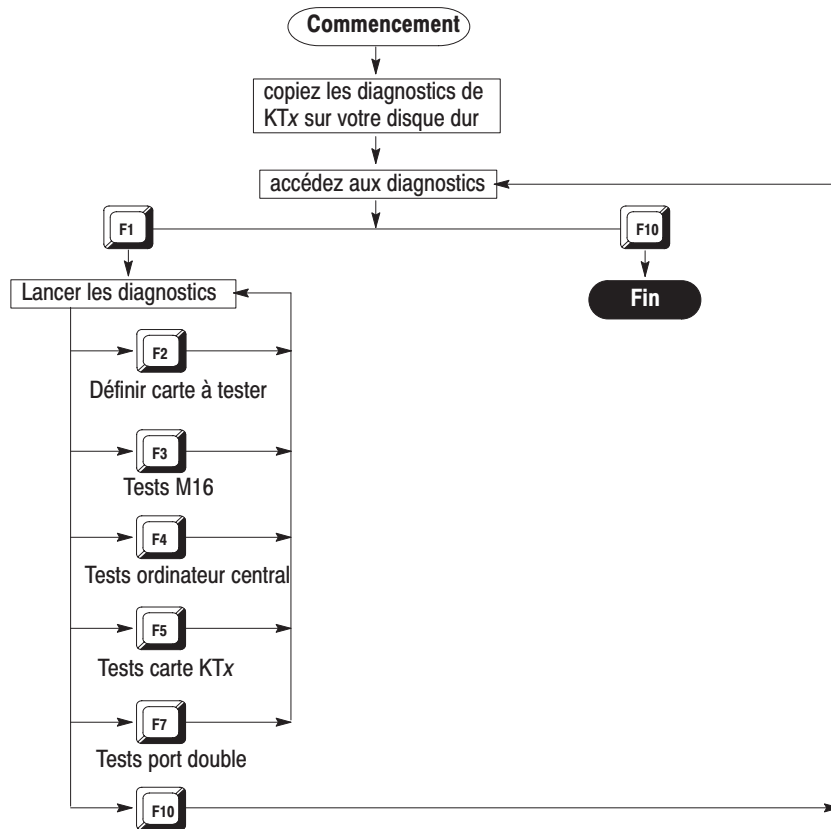 Commencement
copiez les diagnostics de
KTx sur votre disque dur
accédez aux diagnostics
F1
F10
Lancer les diagnostics
Fin
F2
Définir carte à tester
F3
Tests M16
F4
Tests ordinateur central
F5
Tests carte KTx
F7
Tests port double
F10